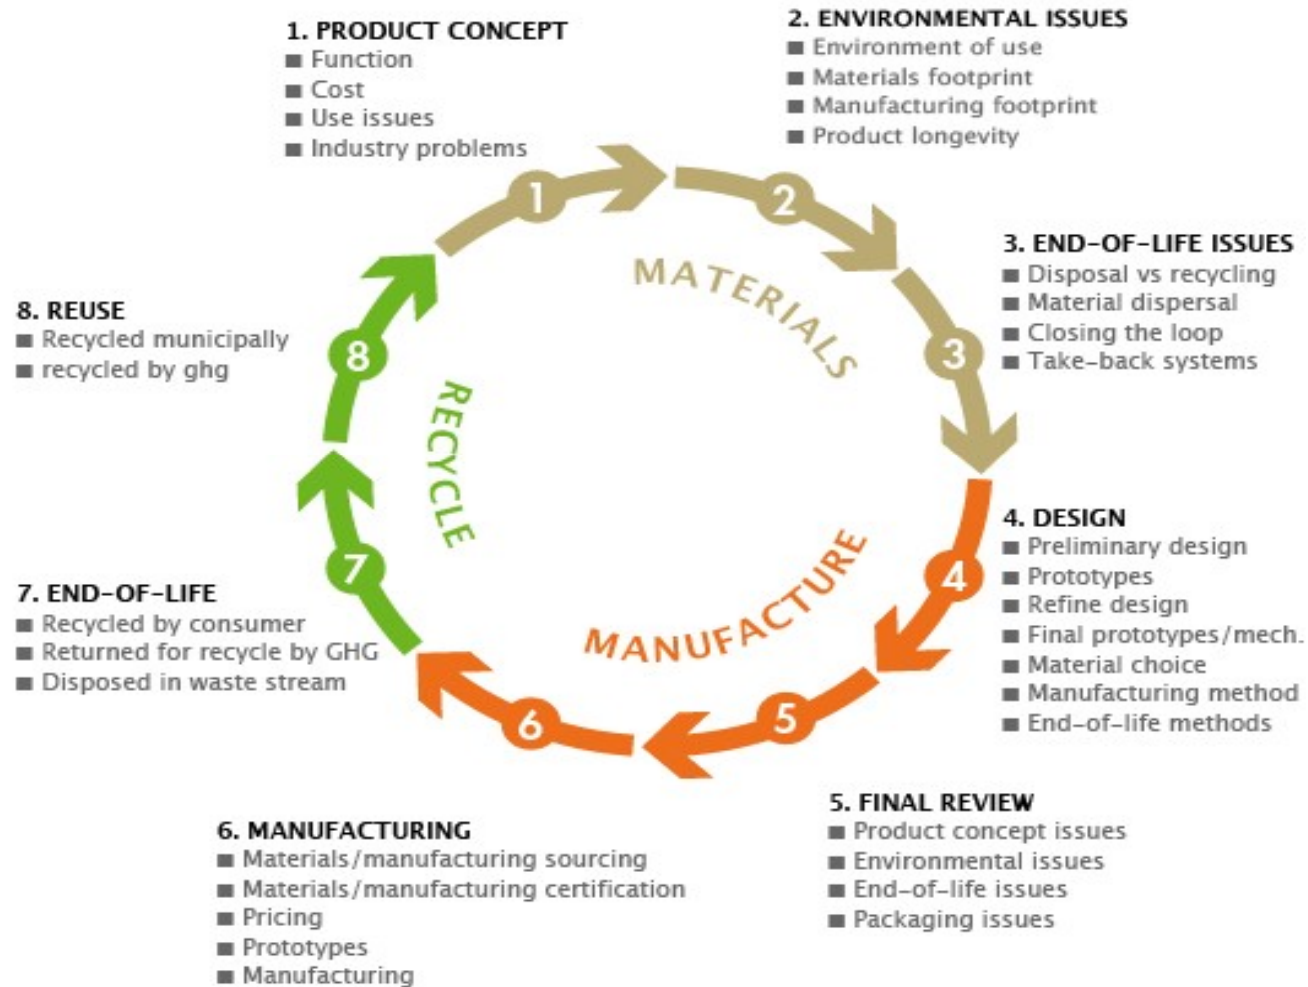 1. PRODUCT CONCEPT
■ Function
■ Cost
■ Use issues
■ Industry problems
2. ENVIRONMENTAL ISSUES
■ Environment of use
■ Materials footprint
■ Manufacturing footprint
■ Product longevity
3. END-OF-LIFE ISSUES
■ Disposal vs recycling
■ Material dispersal
■ Closing the loop
■ Take-back systems
4. DESIGN
■ Preliminary design
■ Prototypes
■ Refine design
■ Final prototypes/mech.
■ Material choice
■ Manufacturing method
■ End-of-life methods
5. FINAL REVIEW
■ Product concept issues
■ Environmental issues
■ End-of-life issues
■ Packaging issues
6. MANUFACTURING
■ Materials/manufacturing sourcing
■ Materials/manufacturing certification
■ Pricing
■ Prototypes
■ Manufacturing
7. END-OF-LIFE
■ Recycled by consumer
■ Returned for recycle by GHG
■ Disposed in waste stream
8. REUSE
■ Recycled municipally
■ recycled by ghg
1
2
3
4
5
6
7
8
MATERIALS
MANUFACTURE
RECYCLE